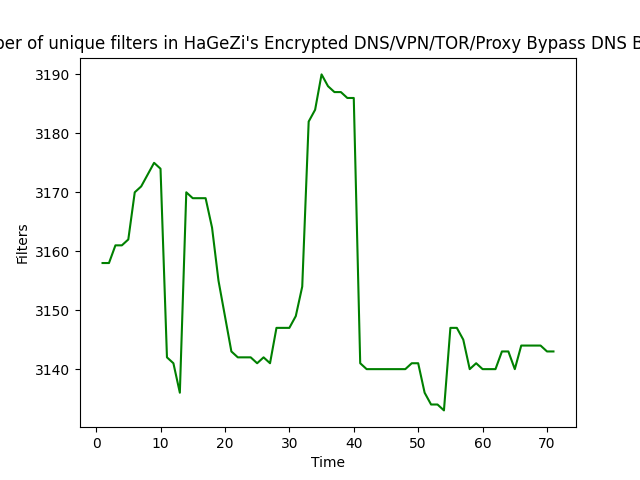 ber of unique filters in HaGeZi's Encrypted DNS/VPN/TOR/Proxy Bypass DNS B
3190
3180
3170
3160
3150
3140
Filters
0 10 20 30 40 50 60 70
Time